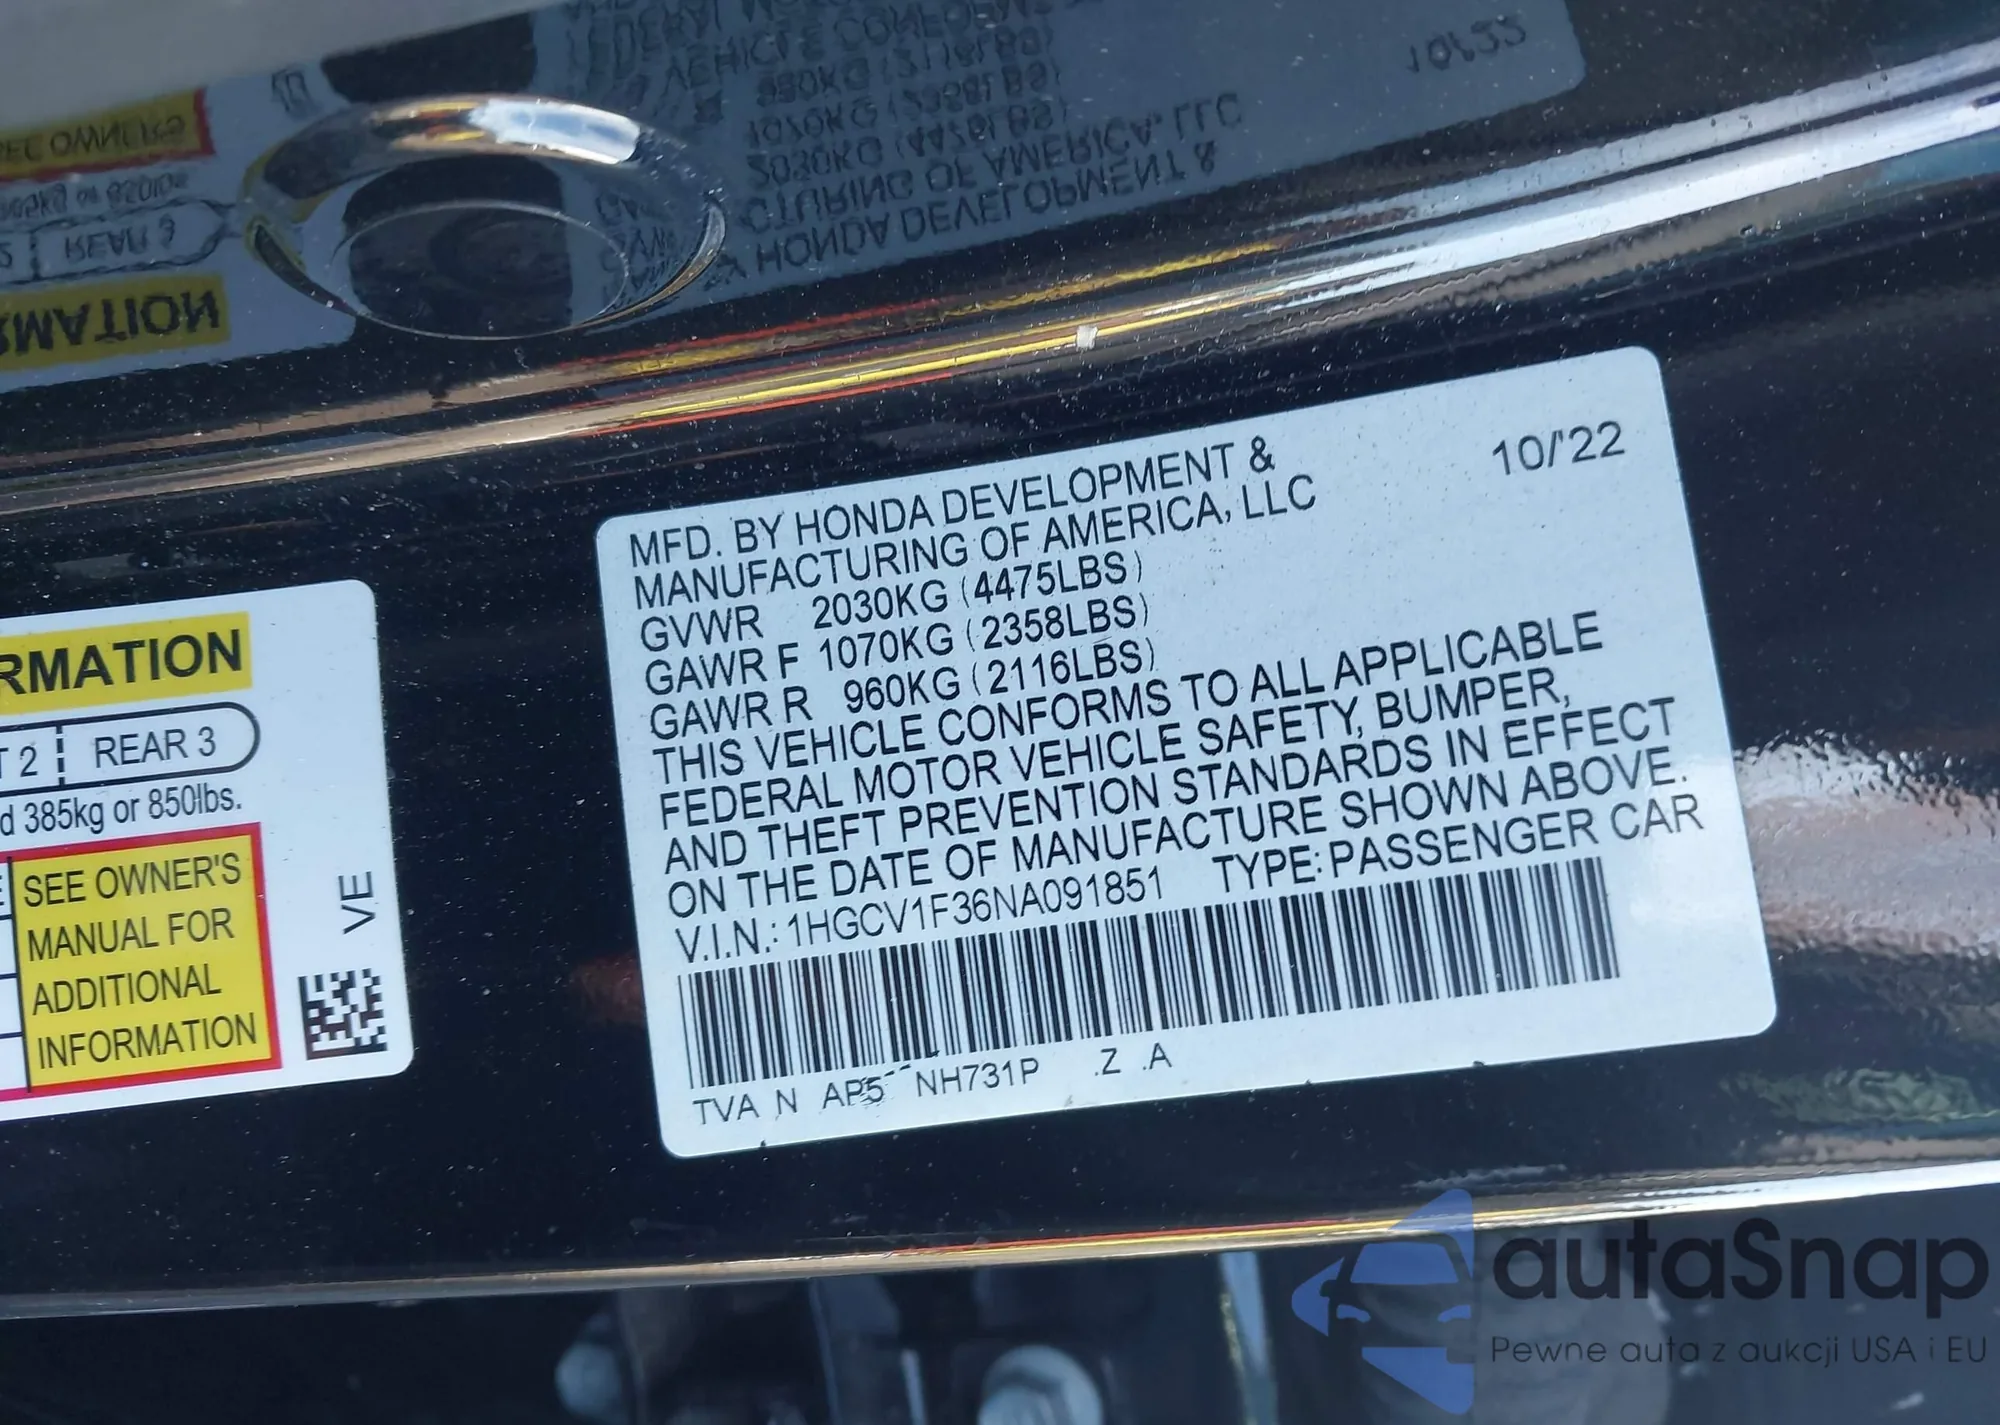 RMATION
T 2 REAR 3
d 385kg or 850lbs.
SEE OWNER'S
MANUAL FOR
ADDITIONAL
INFORMATION
VE
10/'22
MFD. BY HONDA DEVELOPMENT &
MANUFACTURING OF AMERICA, LLC
GVWR 2030KG (4475LBS)
GAWR F 1070KG (2358LBS)
GAWR R 960KG (2116LBS)
THIS VEHICLE CONFORMS TO ALL APPLICABLE
FEDERAL MOTOR VEHICLE SAFETY, BUMPER,
AND THEFT PREVENTION STANDARDS IN EFFECT
ON THE DATE OF MANUFACTURE SHOWN ABOVE.
V.I.N.: 1HGCV1F36NA091851 TYPE: PASSENGER CAR
TVA N AP5 NH731P .Z .A
autaSnap
Pewne auta z aukcji USA i EU